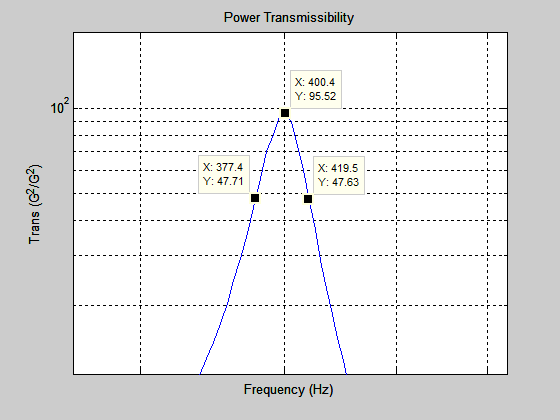 Power Transmissibility
X: 400.4
Y: 95.52
10²
X: 377.4
Y: 47.71
X: 419.5
Y: 47.63
Trans (G²/G²)
Frequency (Hz)